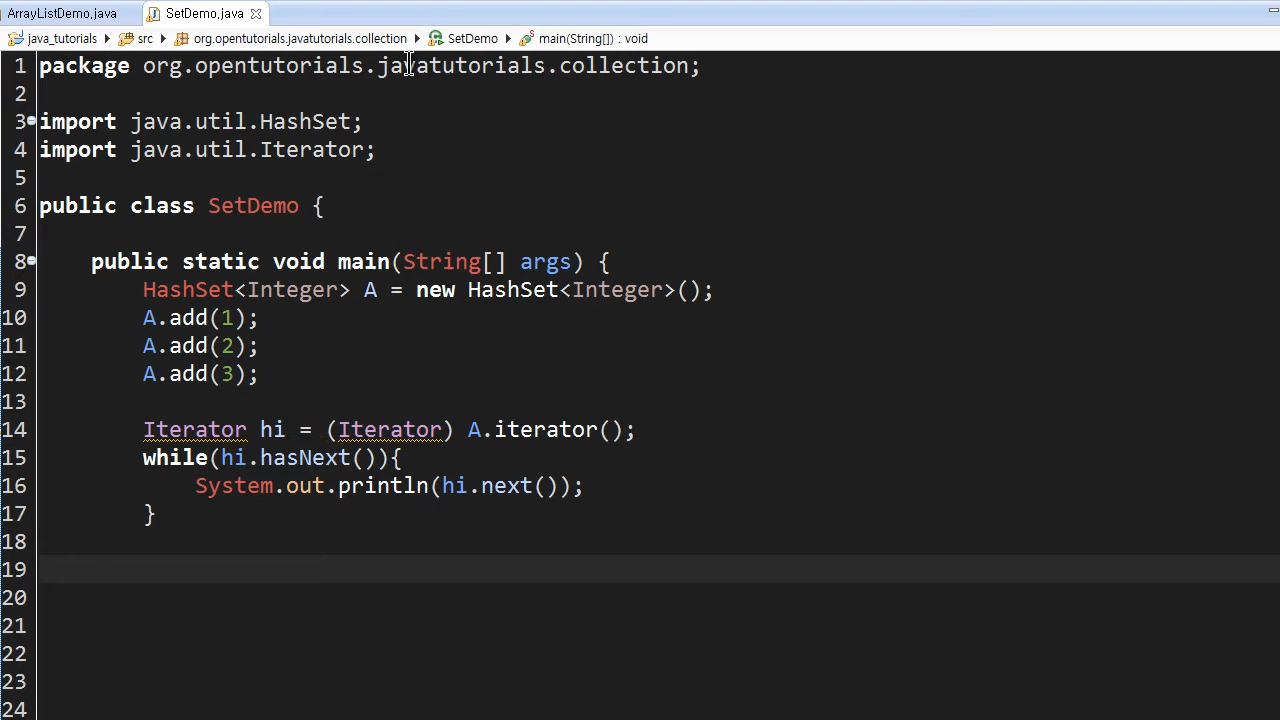 ArrayListDemo.java SetDemo.java
java_tutorials src org.opentutorials.javatutorials.collection SetDemo main(String[]) : void
1 package org.opentutorials.javatutorials.collection;
2
3 import java.util.HashSet;
4 import java.util.Iterator;
5
6 public class SetDemo {
7
8 public static void main(String[] args) {
9 HashSet<Integer> A = new HashSet<Integer>();
10 A.add(1);
11 A.add(2);
12 A.add(3);
13
14 Iterator hi = (Iterator) A.iterator();
15 while(hi.hasNext()){
16 System.out.println(hi.next());
17 }
18
19
20
21
22
23
24